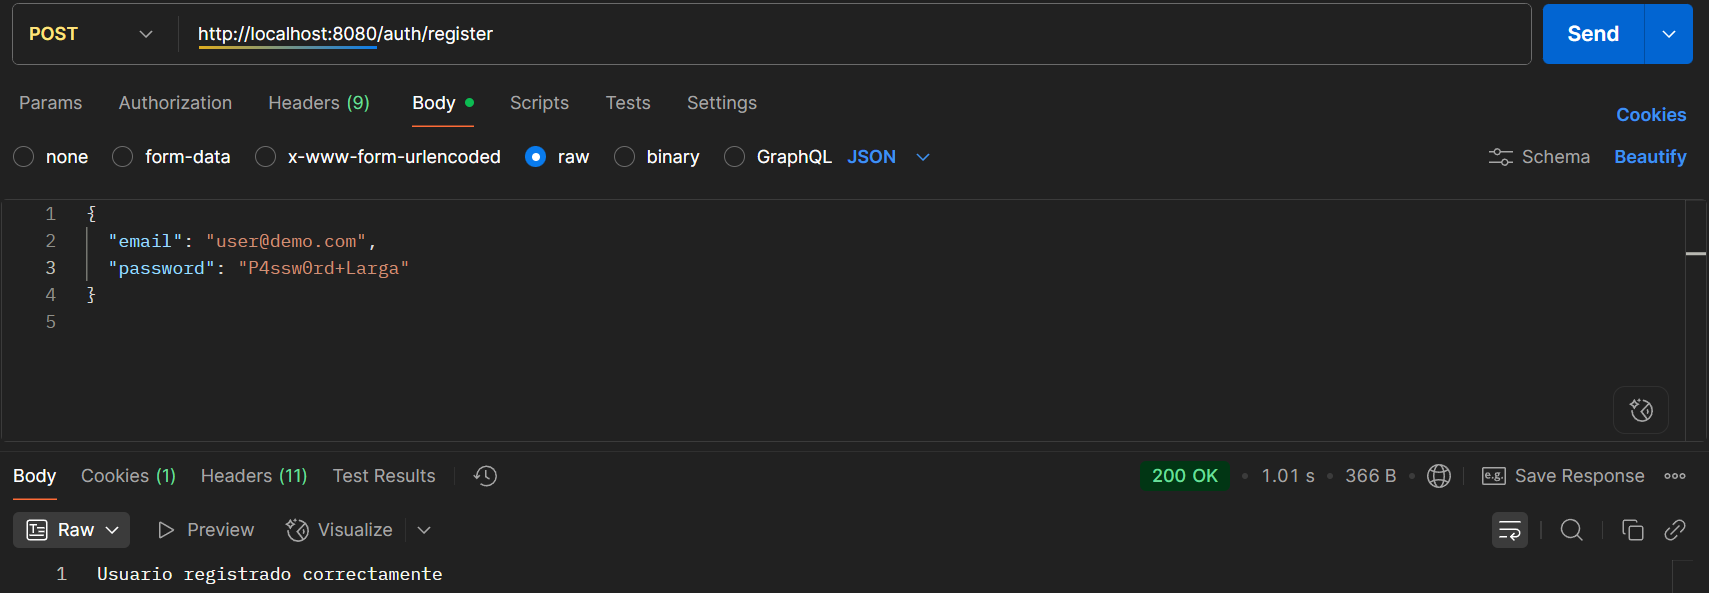 POST http://localhost:8080/auth/register Send
Params Authorization Headers (9) Body Scripts Tests Settings Cookies
none form-data x-www-form-urlencoded raw binary GraphQL JSON Schema Beautify
1 {
2 "email": "user@demo.com",
3 "password": "P4ssw0rd+Larga"
4 }
5
Body Cookies (1) Headers (11) Test Results 200 OK • 1.01 s • 366 B • e.g. Save Response
Raw Preview Visualize
1 Usuario registrado correctamente